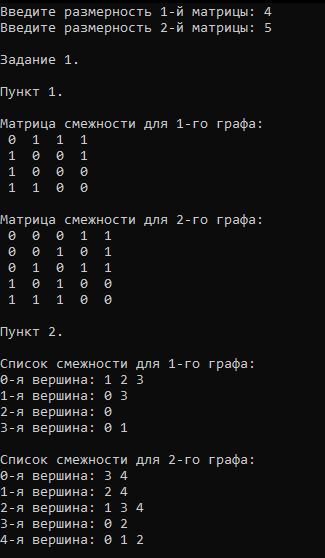 Введите размерность 1-й матрицы: 4
Введите размерность 2-й матрицы: 5
Задание 1.
Пункт 1.
Матрица смежности для 1-го графа:
0 1 1 1
1 0 0 1
1 0 0 0
1 1 0 0
Матрица смежности для 2-го графа:
0 0 0 1 1
0 0 1 0 1
0 1 0 1 1
1 0 1 0 0
1 1 1 0 0
Пункт 2.
Список смежности для 1-го графа:
0-я вершина: 1 2 3
1-я вершина: 0 3
2-я вершина: 0
3-я вершина: 0 1
Список смежности для 2-го графа:
0-я вершина: 3 4
1-я вершина: 2 4
2-я вершина: 1 3 4
3-я вершина: 0 2
4-я вершина: 0 1 2